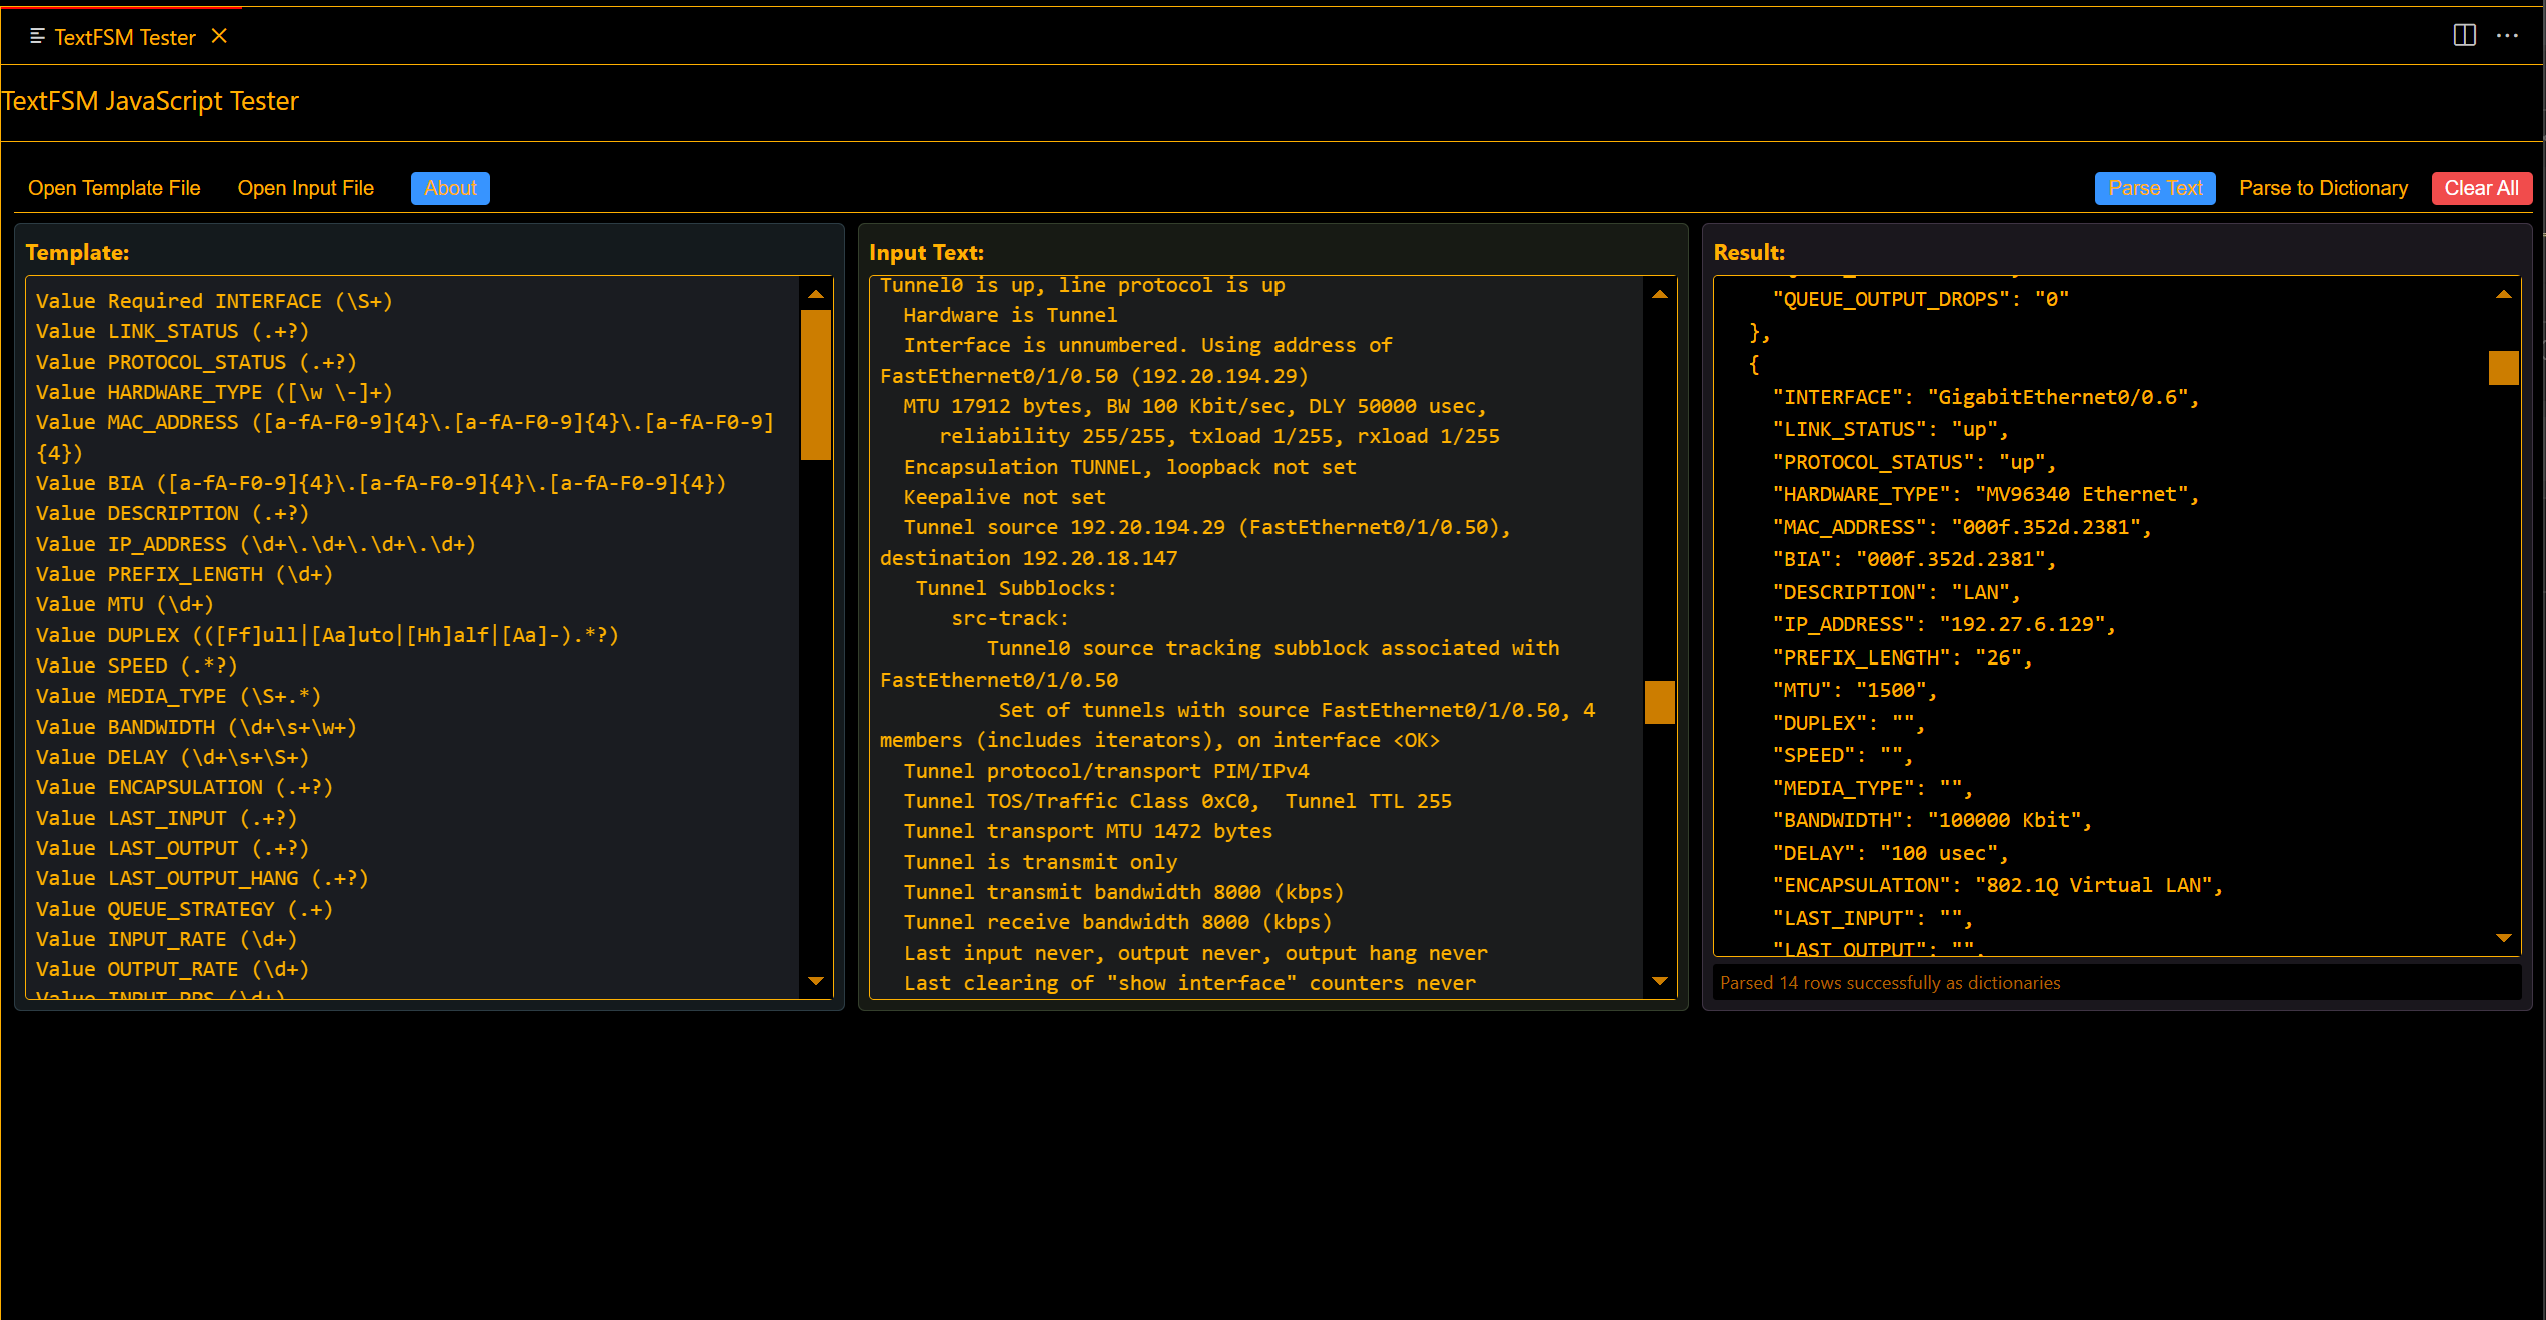 TextFSM Tester
TextFSM JavaScript Tester
Open Template File Open Input File About Parse Text Parse to Dictionary Clear All
Template:
Value Required INTERFACE (\S+)
Value LINK_STATUS (.+?)
Value PROTOCOL_STATUS (.+?)
Value HARDWARE_TYPE ([\w \-]+)
Value MAC_ADDRESS ([a-fA-F0-9]{4}\.[a-fA-F0-9]{4}\.[a-fA-F0-9]
{4})
Value BIA ([a-fA-F0-9]{4}\.[a-fA-F0-9]{4}\.[a-fA-F0-9]{4})
Value DESCRIPTION (.+?)
Value IP_ADDRESS (\d+\.\d+\.\d+\.\d+)
Value PREFIX_LENGTH (\d+)
Value MTU (\d+)
Value DUPLEX (([Ff]ull|[Aa]uto|[Hh]alf|[Aa]-).*?)
Value SPEED (.*?)
Value MEDIA_TYPE (\S+.*)
Value BANDWIDTH (\d+\s+\w+)
Value DELAY (\d+\s+\S+)
Value ENCAPSULATION (.+?)
Value LAST_INPUT (.+?)
Value LAST_OUTPUT (.+?)
Value LAST_OUTPUT_HANG (.+?)
Value QUEUE_STRATEGY (.+)
Value INPUT_RATE (\d+)
Value OUTPUT_RATE (\d+)
Value INPUT_PPS (\d+)
Input Text:
Tunnel0 is up, line protocol is up
Hardware is Tunnel
Interface is unnumbered. Using address of
FastEthernet0/1/0.50 (192.20.194.29)
MTU 17912 bytes, BW 100 Kbit/sec, DLY 50000 usec,
reliability 255/255, txload 1/255, rxload 1/255
Encapsulation TUNNEL, loopback not set
Keepalive not set
Tunnel source 192.20.194.29 (FastEthernet0/1/0.50),
destination 192.20.18.147
Tunnel Subblocks:
src-track:
Tunnel0 source tracking subblock associated with
FastEthernet0/1/0.50
Set of tunnels with source FastEthernet0/1/0.50, 4
members (includes iterators), on interface <OK>
Tunnel protocol/transport PIM/IPv4
Tunnel TOS/Traffic Class 0xC0,  Tunnel TTL 255
Tunnel transport MTU 1472 bytes
Tunnel is transmit only
Tunnel transmit bandwidth 8000 (kbps)
Tunnel receive bandwidth 8000 (kbps)
Last input never, output never, output hang never
Last clearing of "show interface" counters never
Result:
"QUEUE_OUTPUT_DROPS": "0"
},
{
"INTERFACE": "GigabitEthernet0/0.6",
"LINK_STATUS": "up",
"PROTOCOL_STATUS": "up",
"HARDWARE_TYPE": "MV96340 Ethernet",
"MAC_ADDRESS": "000f.352d.2381",
"BIA": "000f.352d.2381",
"DESCRIPTION": "LAN",
"IP_ADDRESS": "192.27.6.129",
"PREFIX_LENGTH": "26",
"MTU": "1500",
"DUPLEX": "",
"SPEED": "",
"MEDIA_TYPE": "",
"BANDWIDTH": "100000 Kbit",
"DELAY": "100 usec",
"ENCAPSULATION": "802.1Q Virtual LAN",
"LAST_INPUT": "",
"LAST_OUTPUT": "",
Parsed 14 rows successfully as dictionaries